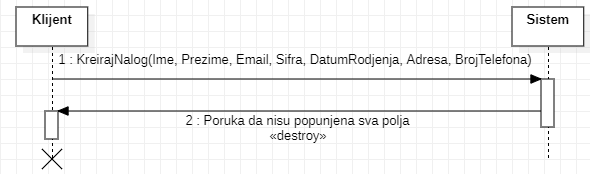 Klijent
Sistem
1 : KreirajNalog(Ime, Prezime, Email, Sifra, DatumRodjenja, Adresa, BrojTelefona)
2 : Poruka da nisu popunjena sva polja
«destroy»